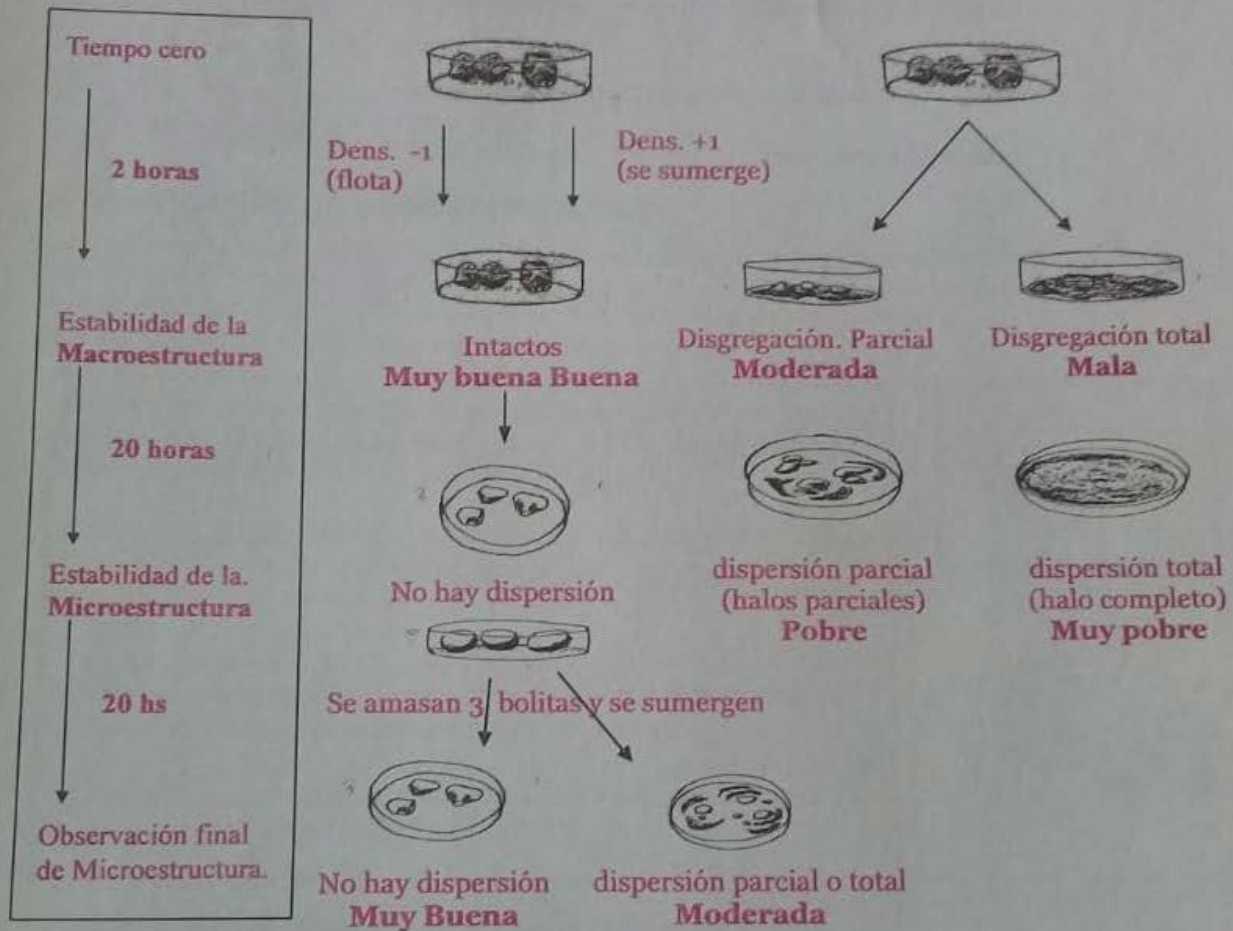 Tiempo cero
2 horas
Estabilidad de la
Macroestructura
20 horas
Estabilidad de la.
Microestructura
20 hs
Observación final
de Microestructura.
Dens. -1
(flota)
Dens. +1
(se sumerge)
Intactos
Muy buena Buena
Disgregación. Parcial
Moderada
Disgregación total
Mala
No hay dispersión
dispersión parcial
(halos parciales)
Pobre
dispersión total
(halo completo)
Muy pobre
Se amasan 3 bolitas y se sumergen
No hay dispersión
Muy Buena
dispersión parcial o total
Moderada